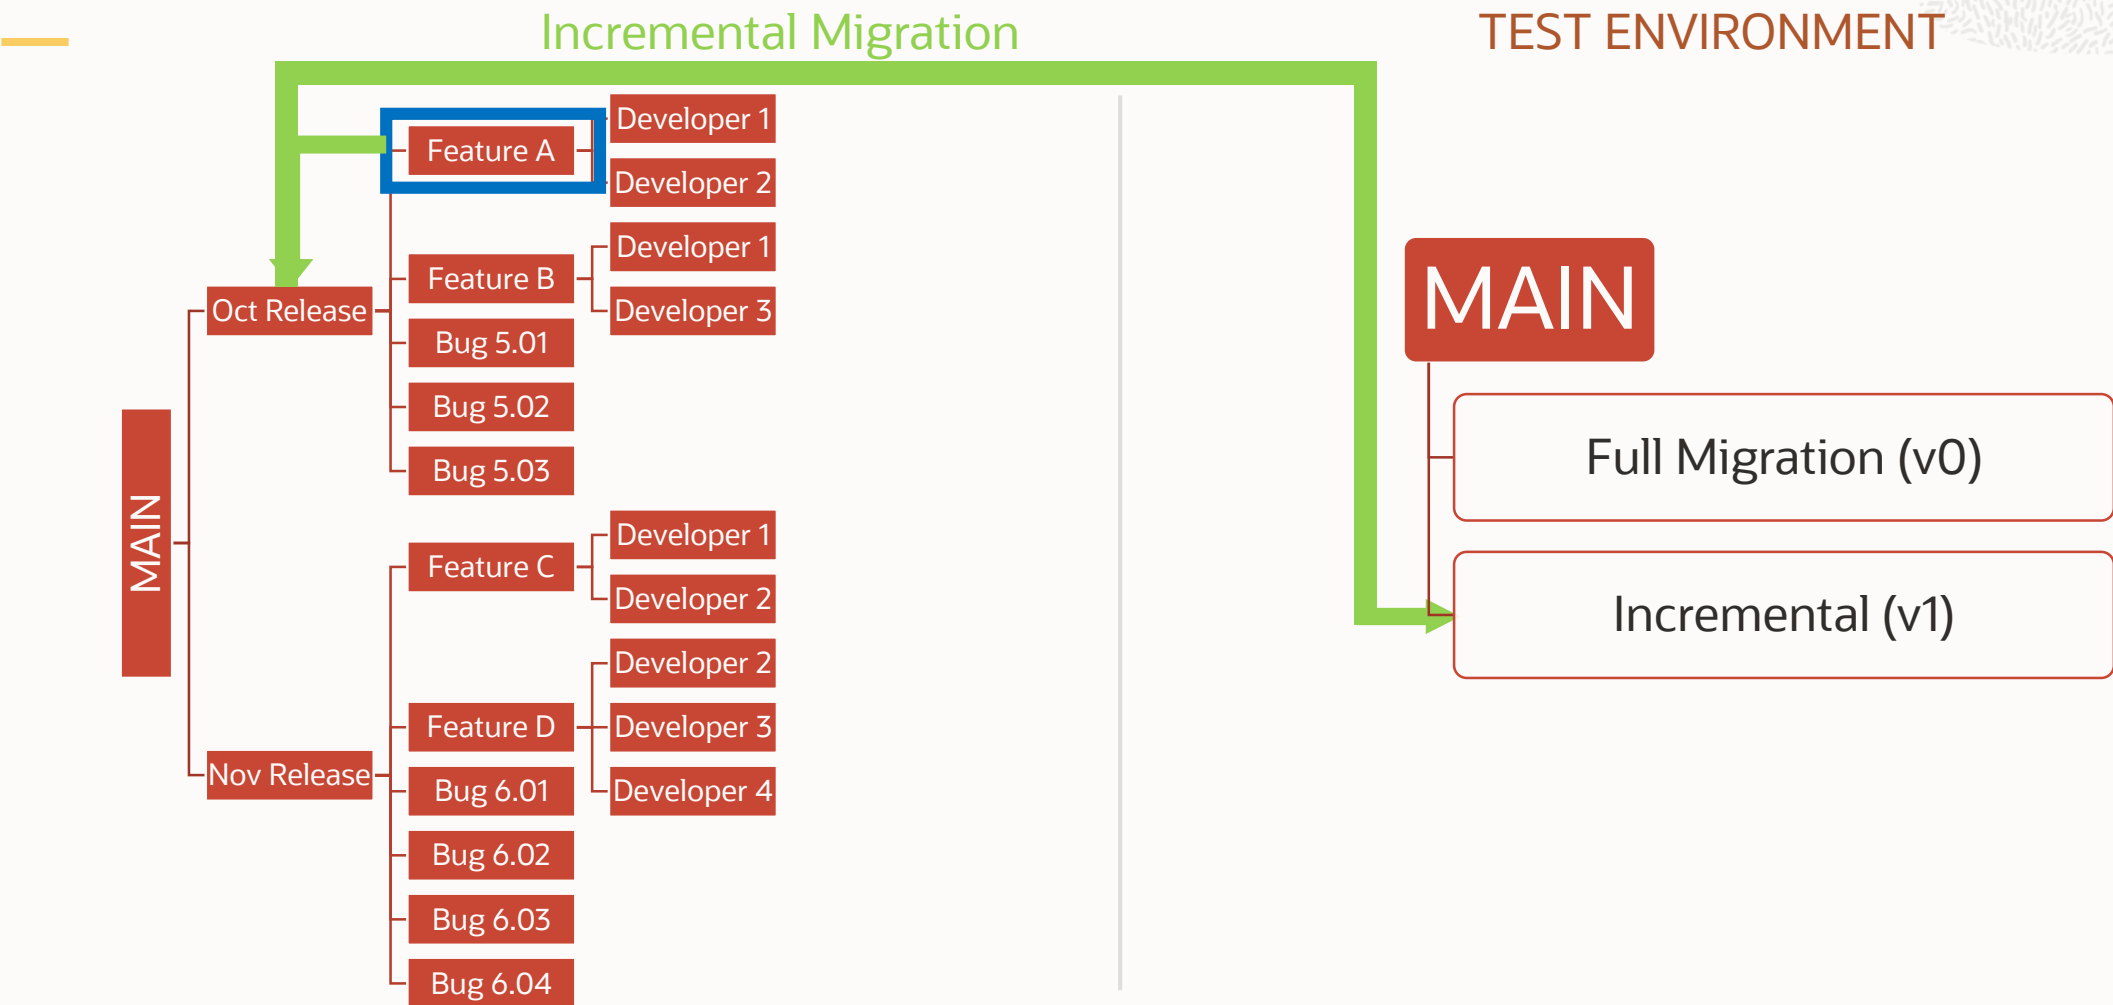 Incremental Migration
TEST ENVIRONMENT
MAIN
Oct Release
Feature A
Developer 1
Developer 2
Feature B
Developer 1
Developer 3
Bug 5.01
Bug 5.02
Bug 5.03
Nov Release
Feature C
Developer 1
Developer 2
Feature D
Developer 2
Developer 3
Developer 4
Bug 6.01
Bug 6.02
Bug 6.03
Bug 6.04
MAIN
Full Migration (v0)
Incremental (v1)